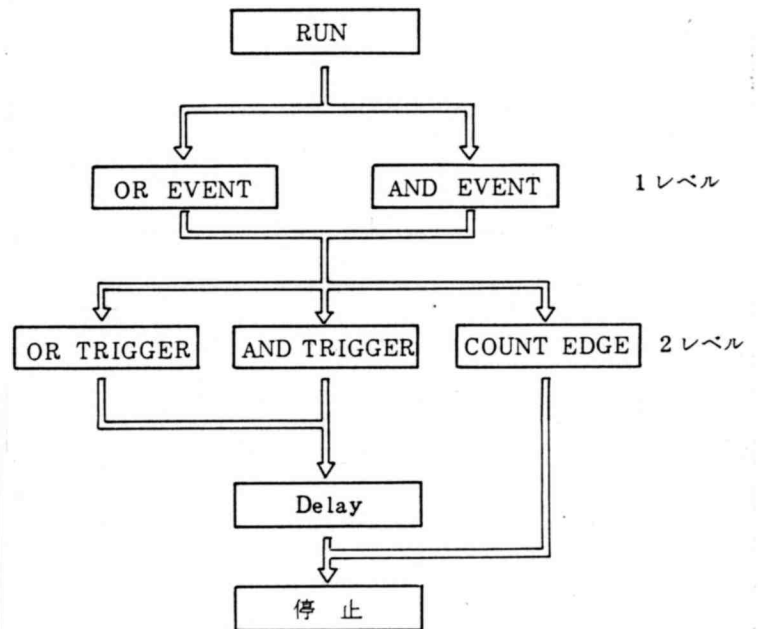 RUN
OR EVENT
AND EVENT
1 レベル
OR TRIGGER
AND TRIGGER
COUNT EDGE
2 レベル
Delay
停 止